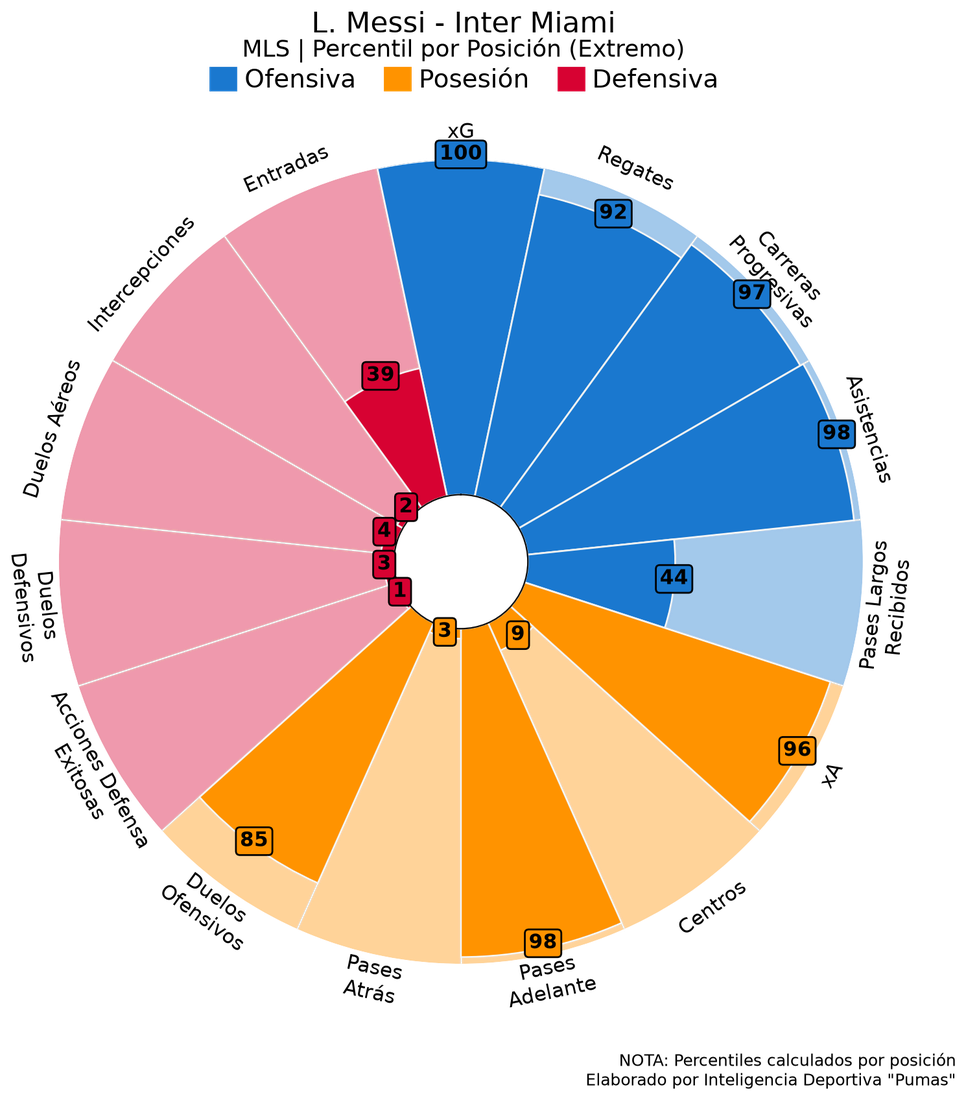 L. Messi - Inter Miami
MLS | Percentil por Posición (Extremo)
Ofensiva
Posesión
Defensiva
xG
100
Regates
92
Carreras
Progresivas
97
Asistencias
98
Pases Largos
Recibidos
44
xA
96
Centros
9
Pases
Adelante
98
Pases
Atrás
3
Duelos
Ofensivos
85
Acciones Defensa
Exitosas
1
Duelos
Defensivos
3
Duelos Aéreos
4
Intercepciones
2
Entradas
39
NOTA: Percentiles calculados por posición
Elaborado por Inteligencia Deportiva "Pumas"